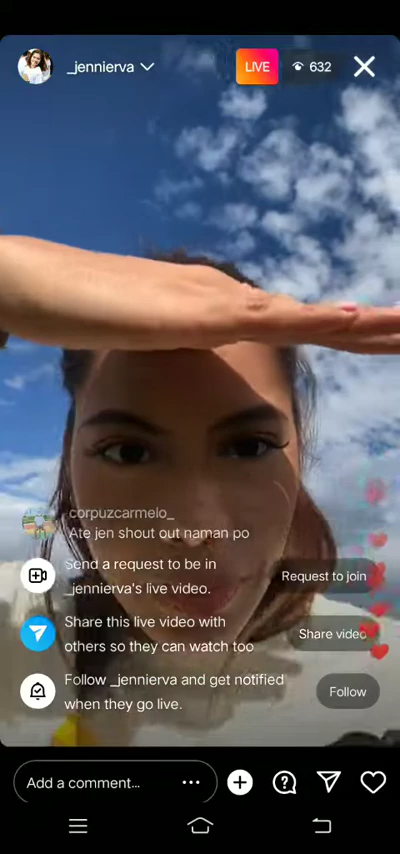 _jennierva
LIVE
632
corpuzcarmelo_
Ate jen shout out naman po
Send a request to be in
_jennierva's live video.
Request to join
Share this live video with
others so they can watch too
Share video
Follow _jennierva and get notified
when they go live.
Follow
Add a comment...